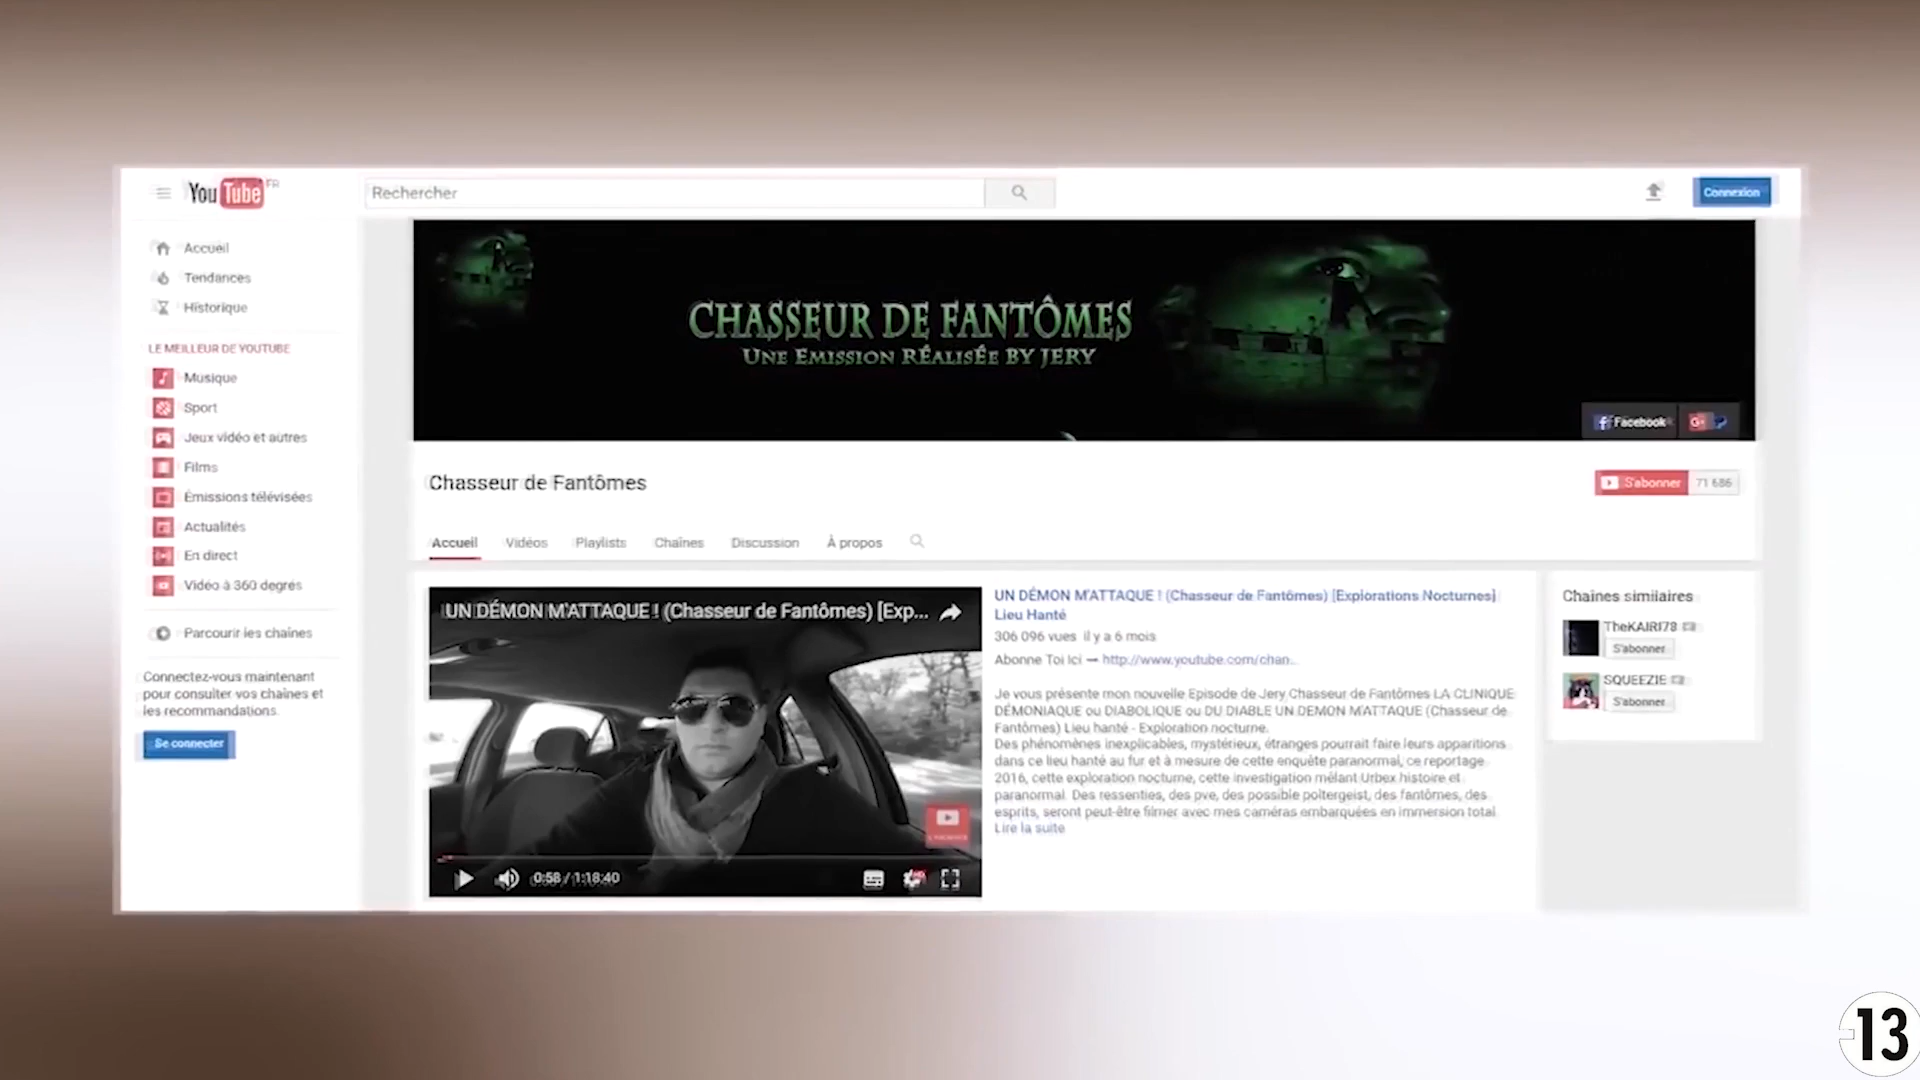 YouTube FR
Rechercher
Connexion
Accueil
Tendances
Historique
LE MEILLEUR DE YOUTUBE
Musique
Sport
Jeux vidéo et autres
Films
Émissions télévisées
Actualités
En direct
Vidéo à 360 degrés
Parcourir les chaînes
Connectez-vous maintenant
pour consulter vos chaînes et
les recommandations.
Se connecter
CHASSEUR DE FANTÔMES
UNE EMISSION RÉALISÉE BY JERY
Facebook
G+
Chasseur de Fantômes
S'abonner 71 686
Accueil Vidéos Playlists Chaînes Discussion À propos
UN DÉMON M'ATTAQUE ! (Chasseur de Fantômes) [Exp...
0:58 / 1:18:40
HD
UN DÉMON M'ATTAQUE ! (Chasseur de Fantômes) [Explorations Nocturnes]
Lieu Hanté
306 096 vues il y a 6 mois
Abonne Toi Ici — http://www.youtube.com/chan...
Je vous présente mon nouvelle Episode de Jery Chasseur de Fantômes LA CLINIQUE
DÉMONIAQUE ou DIABOLIQUE ou DU DIABLE UN DEMON M'ATTAQUE (Chasseur de
Fantômes) Lieu hanté - Exploration nocturne.
Des phénomènes inexplicables, mystérieux, étranges pourrait faire leurs apparitions
dans ce lieu hanté au fur et à mesure de cette enquête paranormal, ce reportage
2016, cette exploration nocturne, cette investigation mêlant Urbex histoire et
paranormal. Des ressenties, des pve, des possible poltergeist, des fantômes, des
esprits, seront peut-être filmer avec mes caméras embarquées en immersion total.
Lire la suite
Chaînes similaires
TheKAIRI78
S'abonner
SQUEEZIE
S'abonner
13